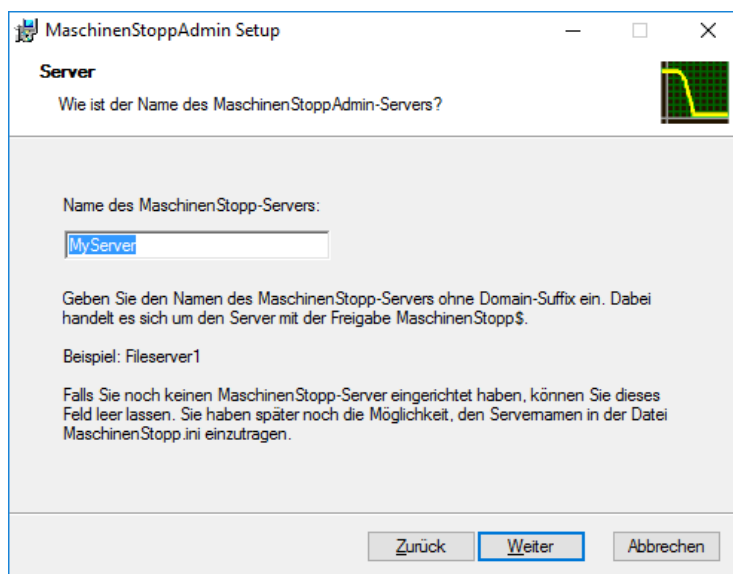 MaschinenStoppAdmin Setup
Server
Wie ist der Name des MaschinenStoppAdmin-Servers?
Name des MaschinenStopp-Servers:
MyServer
Geben Sie den Namen des MaschinenStopp-Servers ohne Domain-Suffix ein. Dabei
handelt es sich um den Server mit der Freigabe MaschinenStopp$.
Beispiel: Fileserver1
Falls Sie noch keinen MaschinenStopp-Server eingerichtet haben, können Sie dieses
Feld leer lassen. Sie haben später noch die Möglichkeit, den Servernamen in der Datei
MaschinenStopp.ini einzutragen.
Zurück
Weiter
Abbrechen